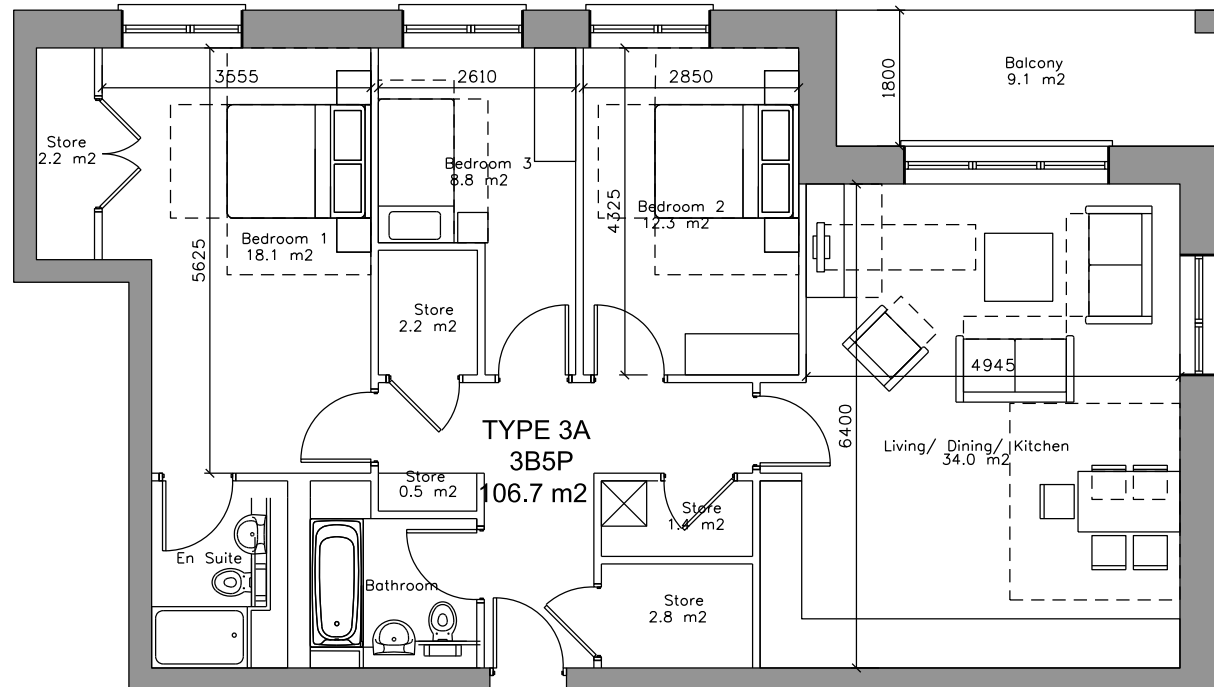 Balcony
9.1 m2
1800
3555
2610
2850
Store
2.2 m2
Bedroom 3
8.8 m2
Bedroom 2
12.3 m2
4325
Bedroom 1
18.1 m2
5625
Store
2.2 m2
4945
6400
TYPE 3A
3B5P
106.7 m2
Living/ Dining/ Kitchen
34.0 m2
Store
0.5 m2
Store
1.4 m2
En Suite
Bathroom
Store
2.8 m2